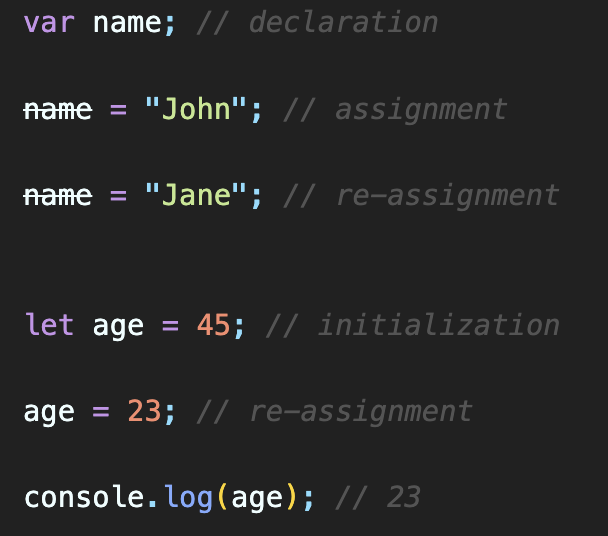 var name; // declaration
name = "John"; // assignment
name = "Jane"; // re-assignment
let age = 45; // initialization
age = 23; // re-assignment
console.log(age); // 23